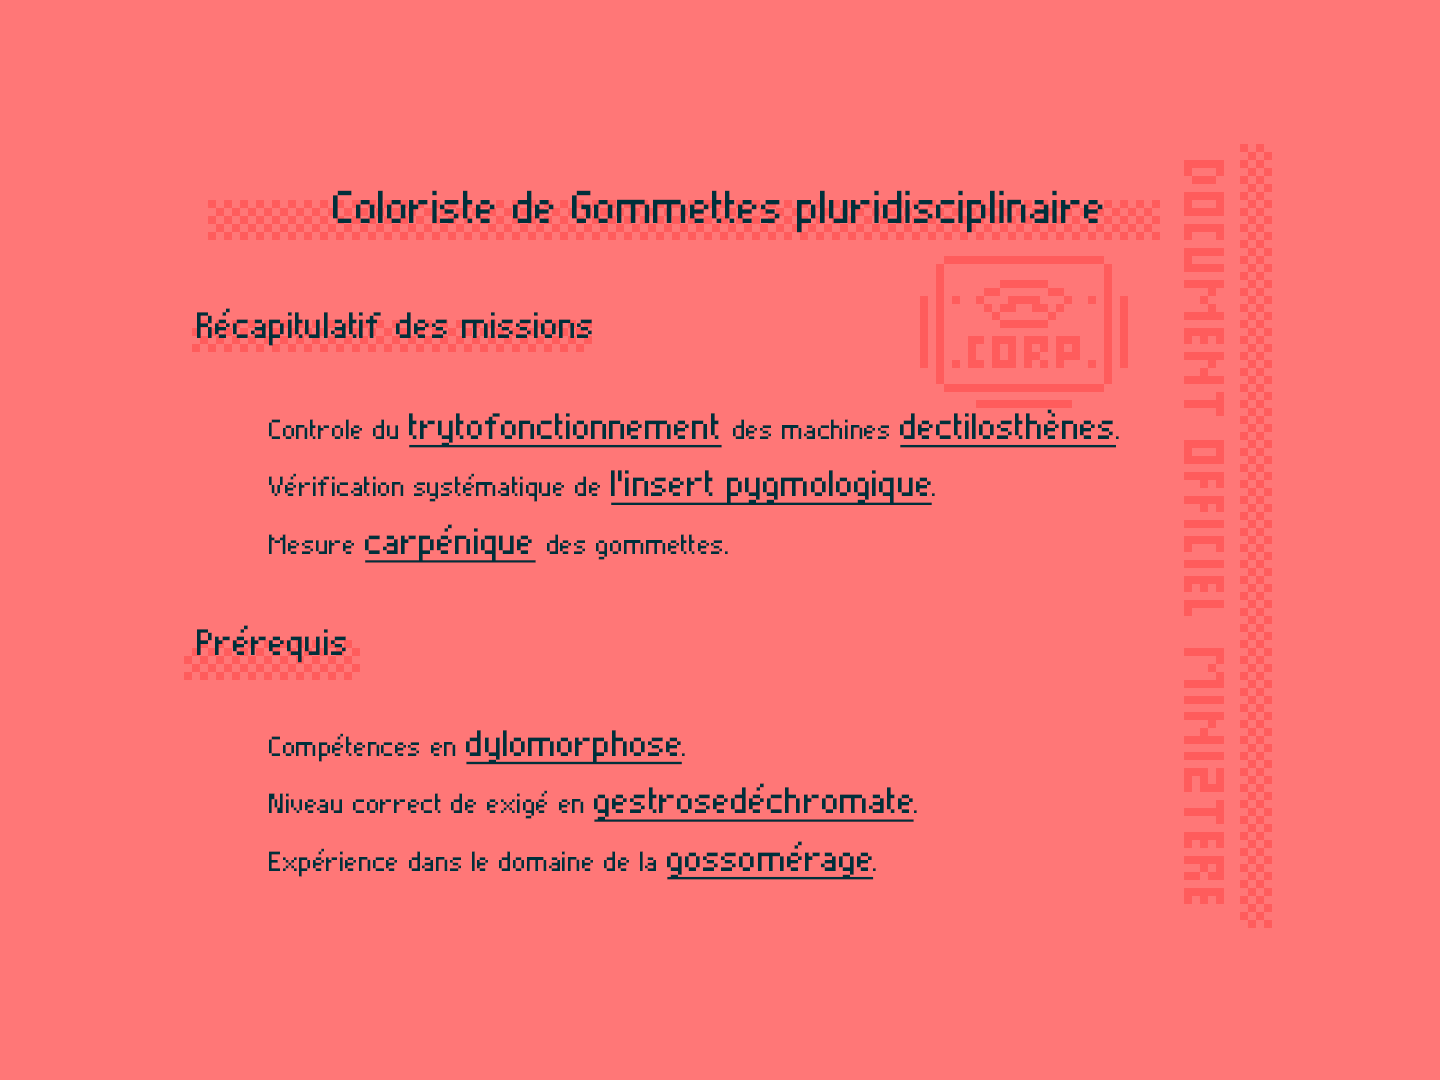 Coloriste de Gommettes pluridisciplinaire
Récapitulatif des missions
.CORP.
Controle du trytofonctionnement des machines dectilosthènes.
Vérification systématique de l'insert pygmologique.
Mesure carpénique des gommettes.
Prérequis
Compétences en dylomorphose.
Niveau correct de exigé en gestrosedéchromate.
Expérience dans le domaine de la gossomérage.
DOCUMENT OFFICIEL MINISTERE